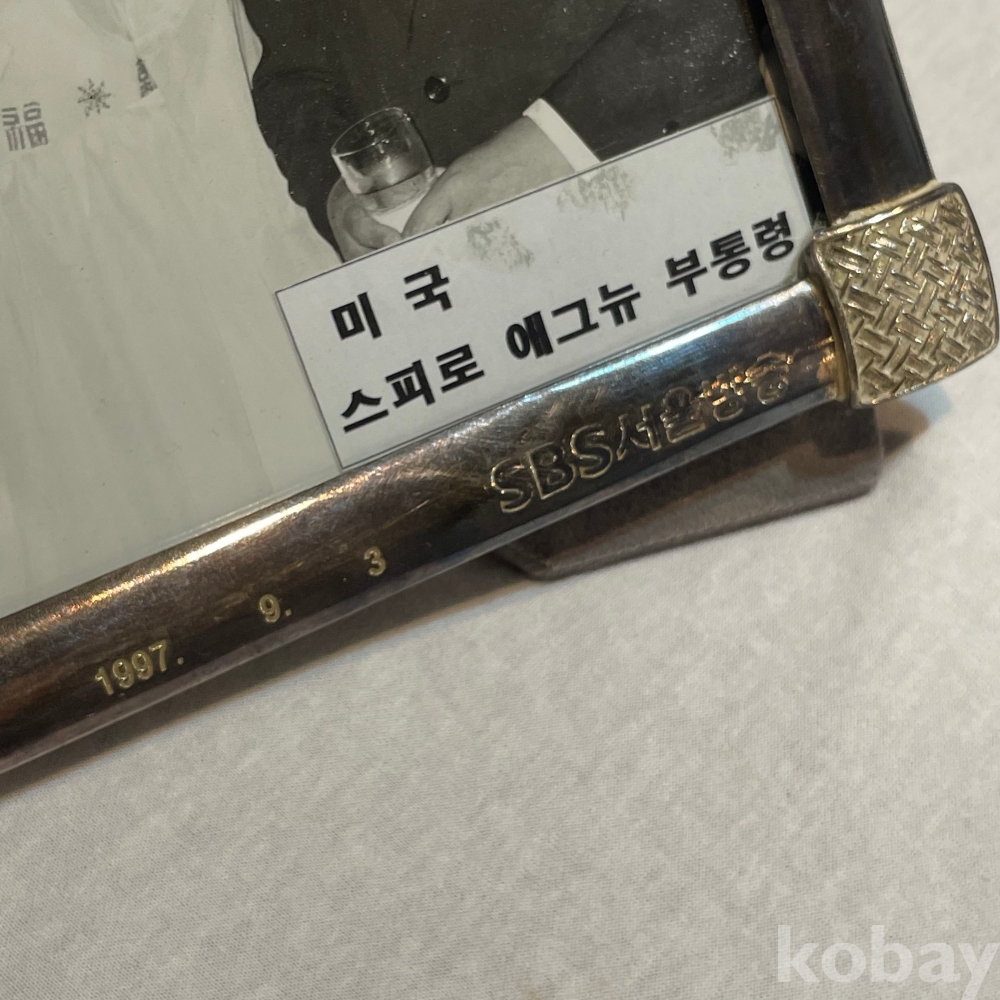 福
미 국
스피로 애그뉴 부통령
SBS서울방송
1997. 9. 3
kobay